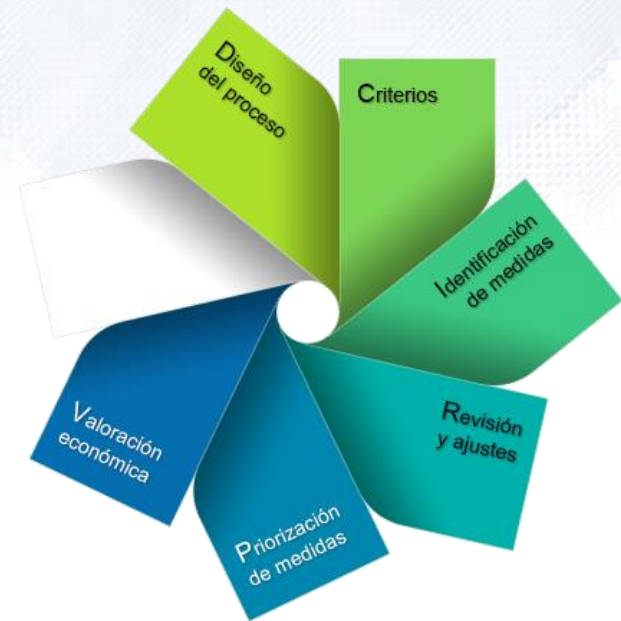 Diseño
del proceso
Criterios
Identificación
de medidas
Revisión
y ajustes
Priorización
de medidas
Valoración
económica